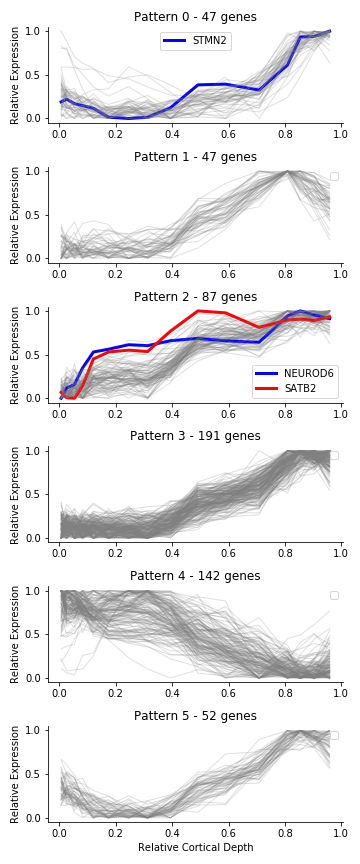 Pattern 0 - 47 genes
1.0
0.5
0.0
Relative Expression
STMN2
0.0 0.2 0.4 0.6 0.8 1.0
Pattern 1 - 47 genes
1.0
0.5
0.0
Relative Expression
0.0 0.2 0.4 0.6 0.8 1.0
Pattern 2 - 87 genes
1.0
0.5
0.0
Relative Expression
NEUROD6
SATB2
0.0 0.2 0.4 0.6 0.8 1.0
Pattern 3 - 191 genes
1.0
0.5
0.0
Relative Expression
0.0 0.2 0.4 0.6 0.8 1.0
Pattern 4 - 142 genes
1.0
0.5
0.0
Relative Expression
0.0 0.2 0.4 0.6 0.8 1.0
Pattern 5 - 52 genes
1.0
0.5
0.0
Relative Expression
0.0 0.2 0.4 0.6 0.8 1.0
Relative Cortical Depth